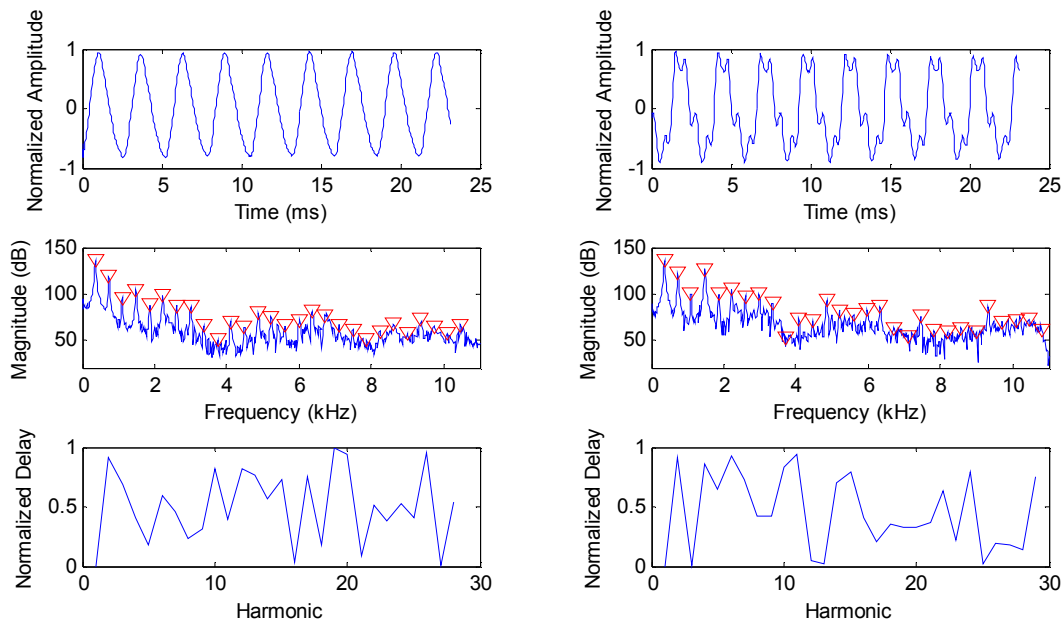 Normalized Amplitude
1
0
-1
0 5 10 15 20 25
Time (ms)
Normalized Amplitude
1
0
-1
0 5 10 15 20 25
Time (ms)
Magnitude (dB)
150
100
50
0 2 4 6 8 10
Frequency (kHz)
Magnitude (dB)
150
100
50
0 2 4 6 8 10
Frequency (kHz)
Normalized Delay
1
0.5
0
0 10 20 30
Harmonic
Normalized Delay
1
0.5
0
0 10 20 30
Harmonic